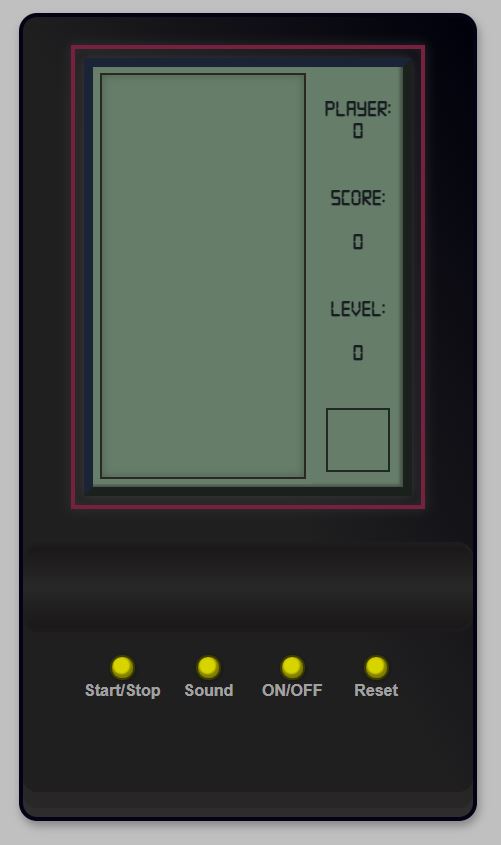 PLAYER:
0
SCORE:
0
LEVEL:
0
Start/Stop Sound ON/OFF Reset